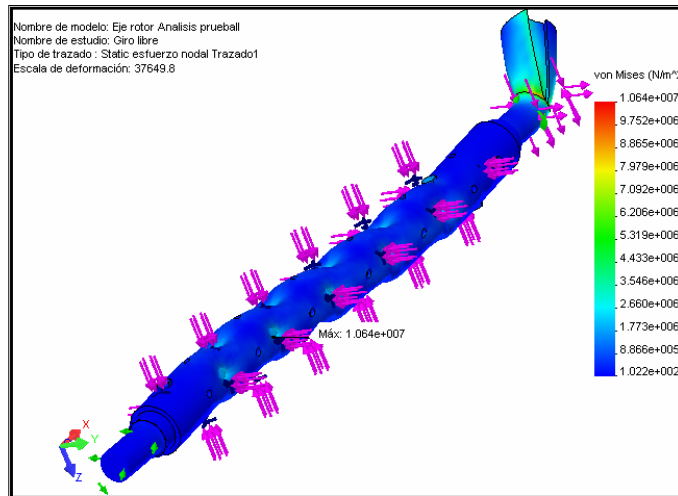 Nombre de modelo: Eje rotor Analisis pruebaII
Nombre de estudio: Giro libre
Tipo de trazado : Static esfuerzo nodal Trazado1
Escala de deformación: 37649.8
von Mises (N/m^2
1.064e+007
9.752e+006
8.865e+006
7.979e+006
7.092e+006
6.206e+006
5.319e+006
4.433e+006
3.546e+006
2.660e+006
1.773e+006
8.866e+005
1.022e+002
Máx: 1.064e+007
X
Y
Z